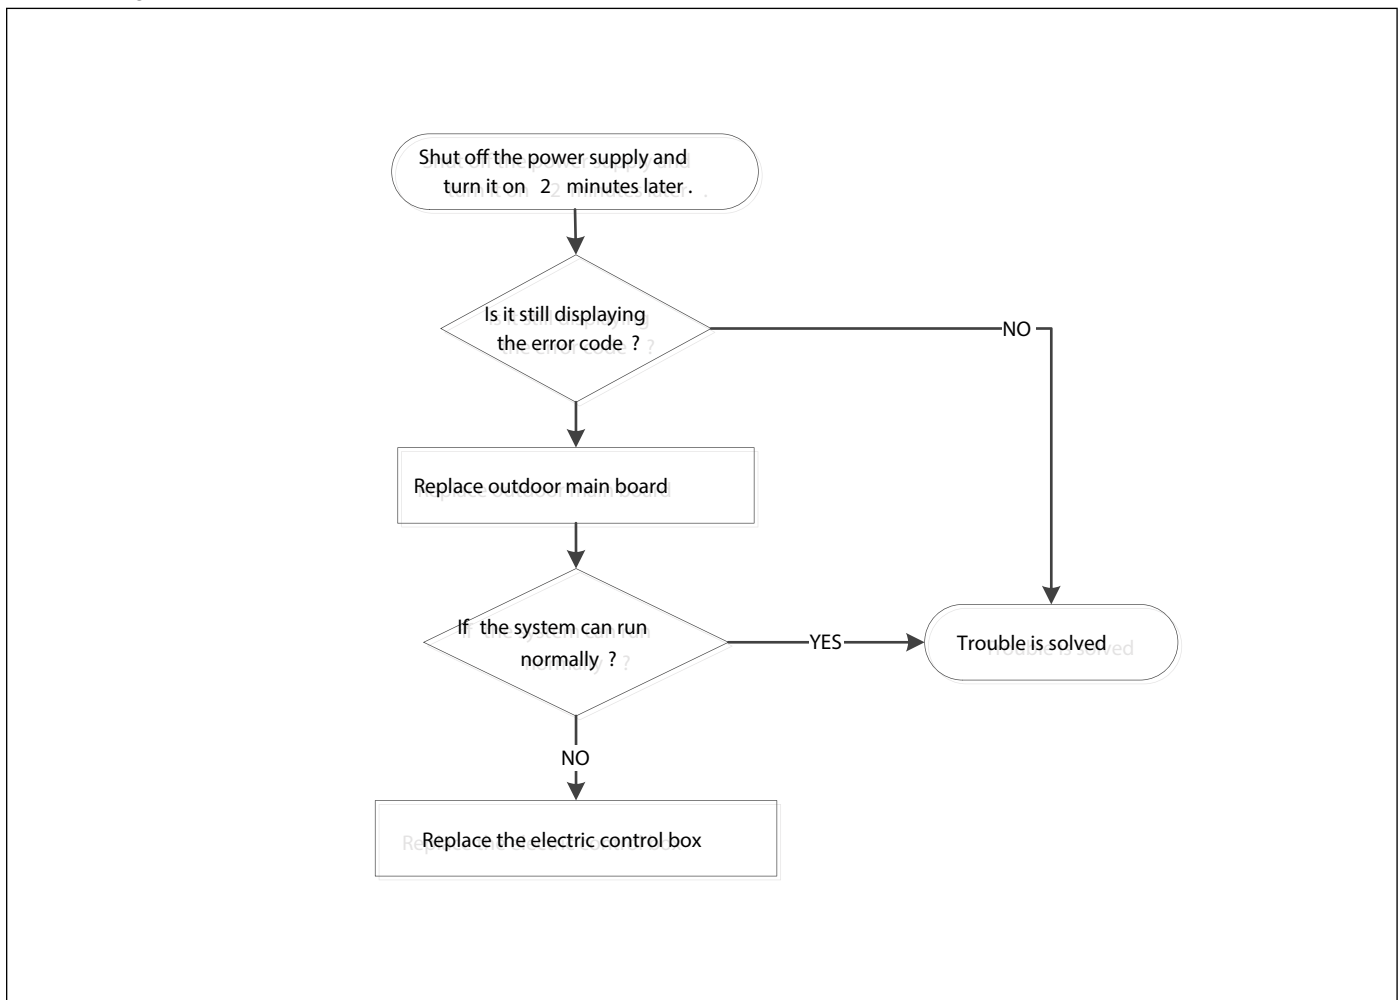 Shut off the power supply and
turn it on 2 minutes later .
Is it still displaying
the error code ?
NO
Replace outdoor main board
If the system can run
normally ?
YES
Trouble is solved
NO
Replace the electric control box